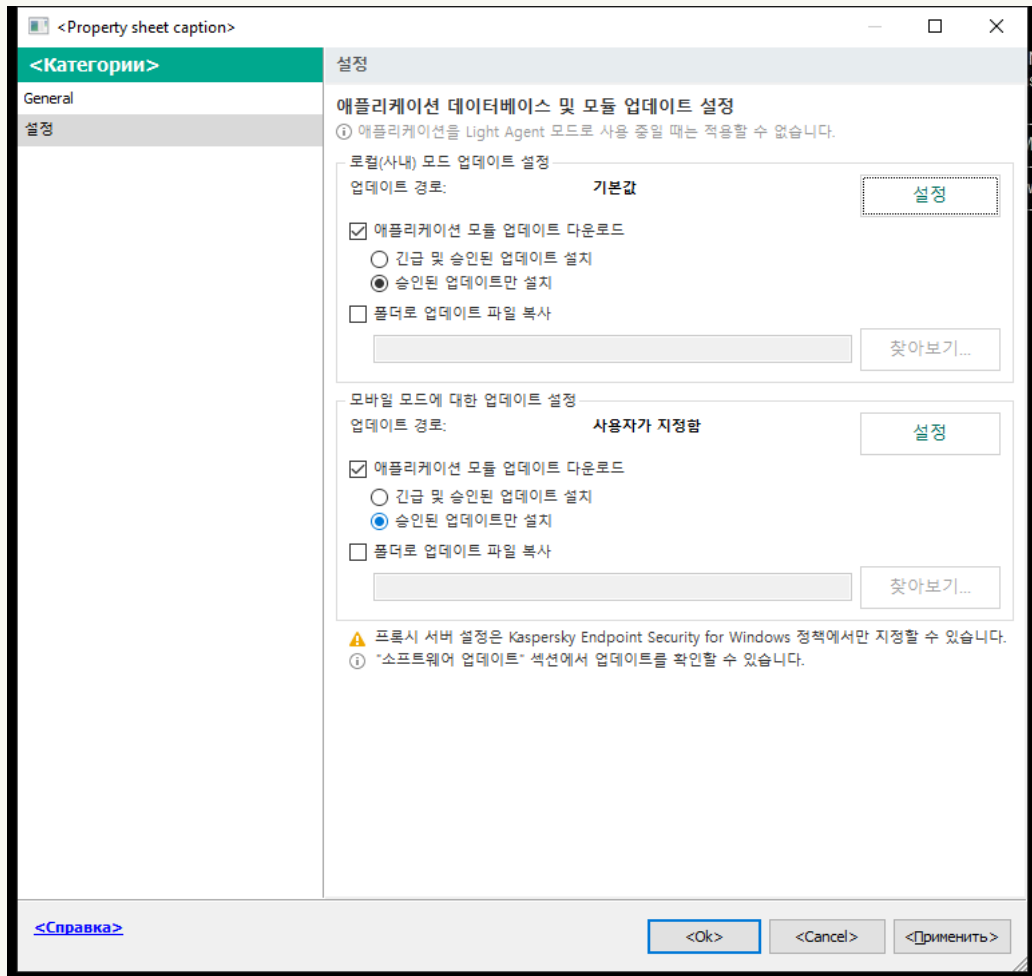 <Property sheet caption>
<Категории>
General
설정
설정
애플리케이션 데이터베이스 및 모듈 업데이트 설정
애플리케이션을 Light Agent 모드로 사용 중일 때는 적용할 수 없습니다.
로컬(사내) 모드 업데이트 설정
업데이트 경로: 기본값 설정
애플리케이션 모듈 업데이트 다운로드
긴급 및 승인된 업데이트 설치
승인된 업데이트만 설치
폴더로 업데이트 파일 복사
찾아보기...
모바일 모드에 대한 업데이트 설정
업데이트 경로: 사용자가 지정함 설정
애플리케이션 모듈 업데이트 다운로드
긴급 및 승인된 업데이트 설치
승인된 업데이트만 설치
폴더로 업데이트 파일 복사
찾아보기...
프록시 서버 설정은 Kaspersky Endpoint Security for Windows 정책에서만 지정할 수 있습니다.
"소프트웨어 업데이트" 섹션에서 업데이트를 확인할 수 있습니다.
<Справка>
<Ok> <Cancel> <Применить>